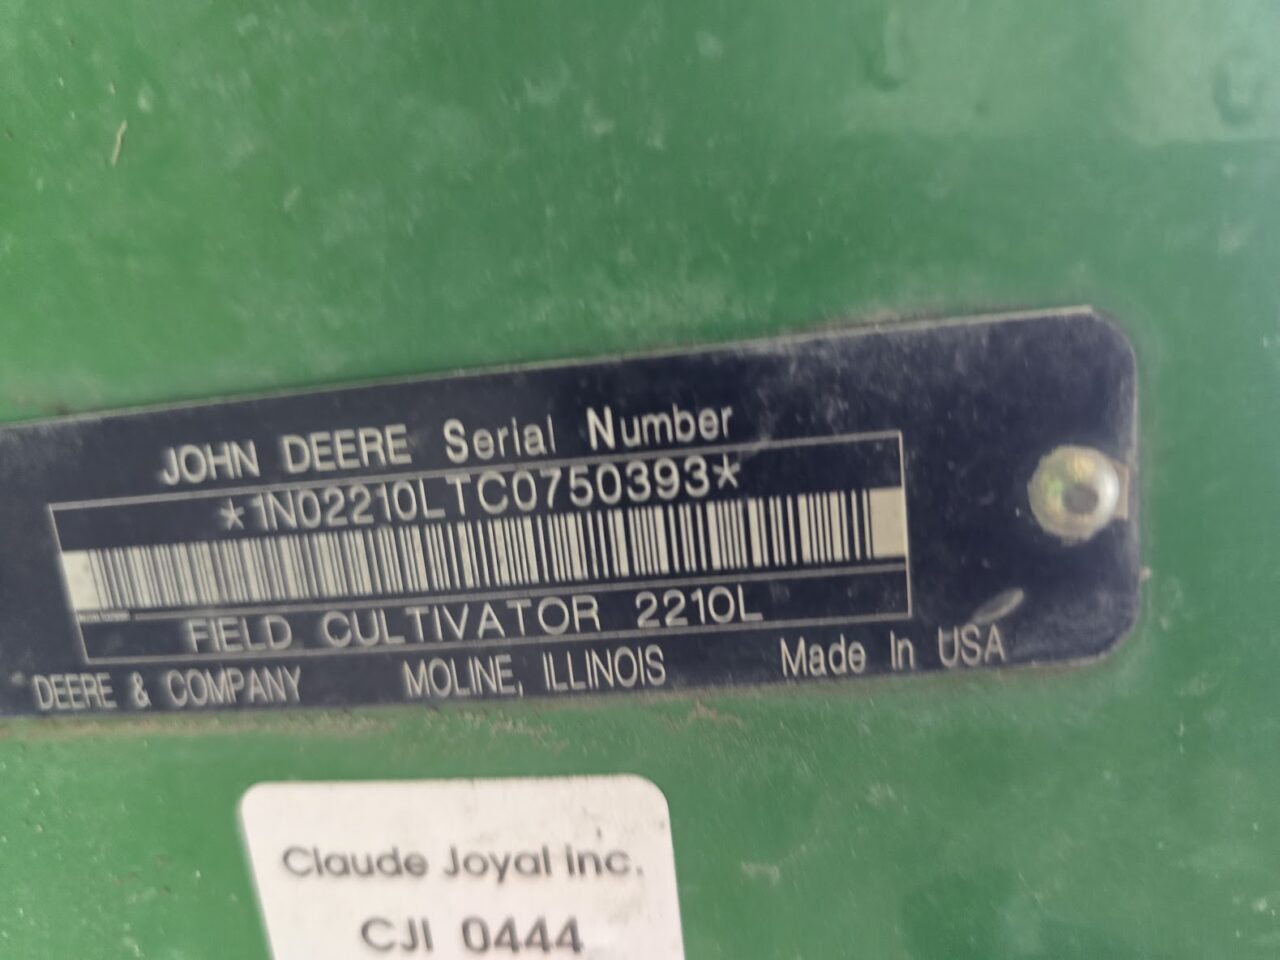 JOHN DEERE Serial Number
*1N02210LTC0750393*
FIELD CULTIVATOR 2210L
DEERE & COMPANY MOLINE, ILLINOIS Made In USA
Claude Joyal inc.
CJI 0444